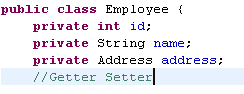 public class Employee {
    private int id;
    private String name;
    private Address address;
    //Getter Setter